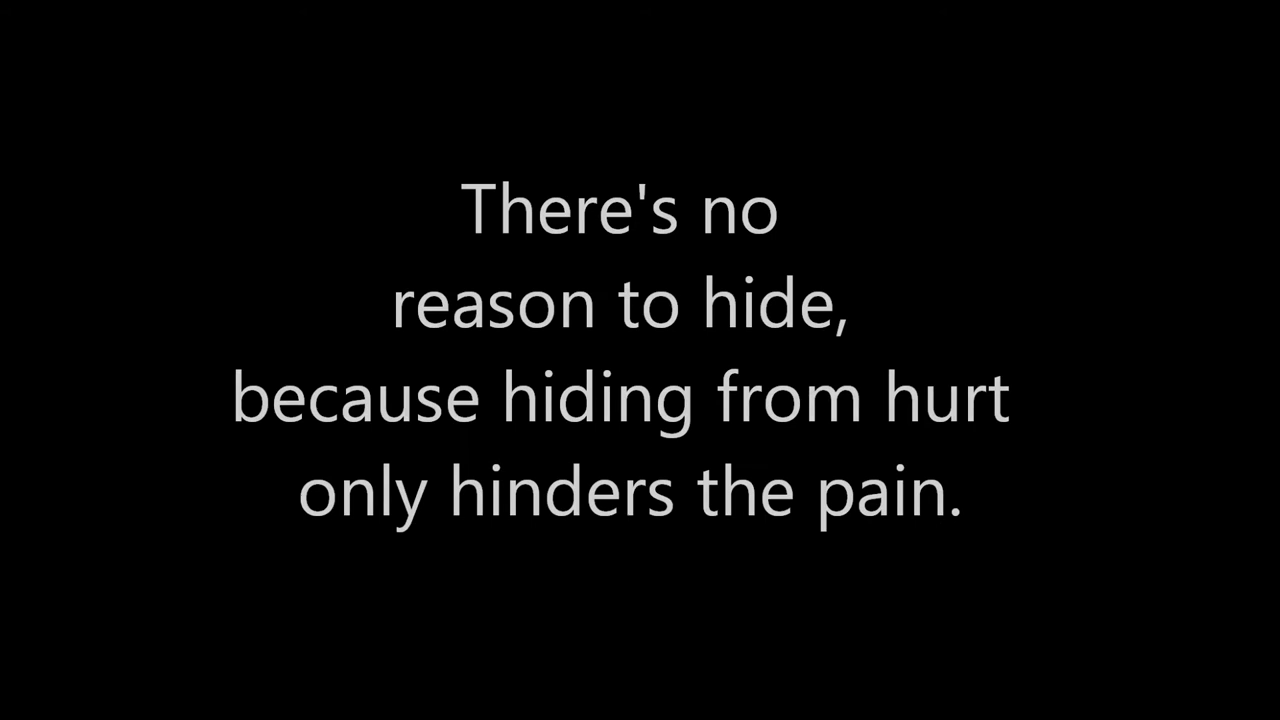 There's no
reason to hide,
because hiding from hurt
only hinders the pain.